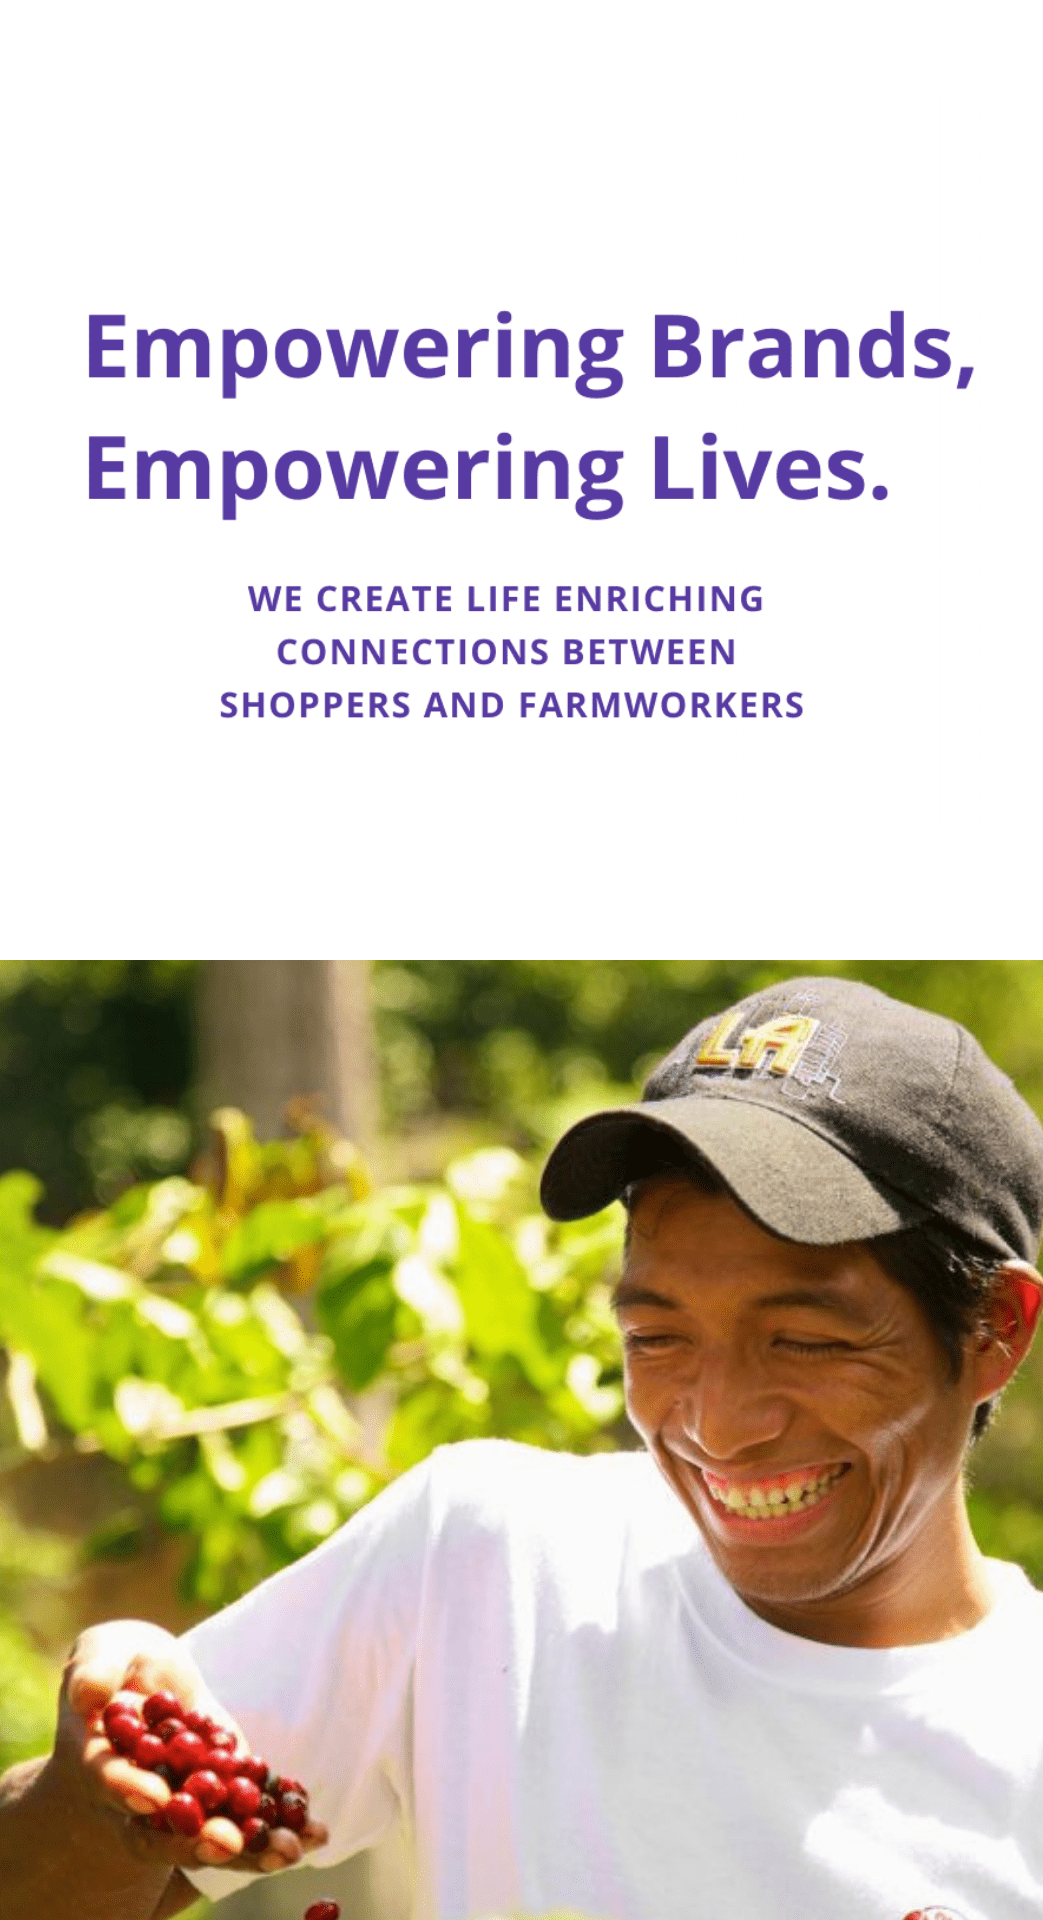 Empowering Brands,
Empowering Lives.
WE CREATE LIFE ENRICHING
CONNECTIONS BETWEEN
SHOPPERS AND FARMWORKERS
LA